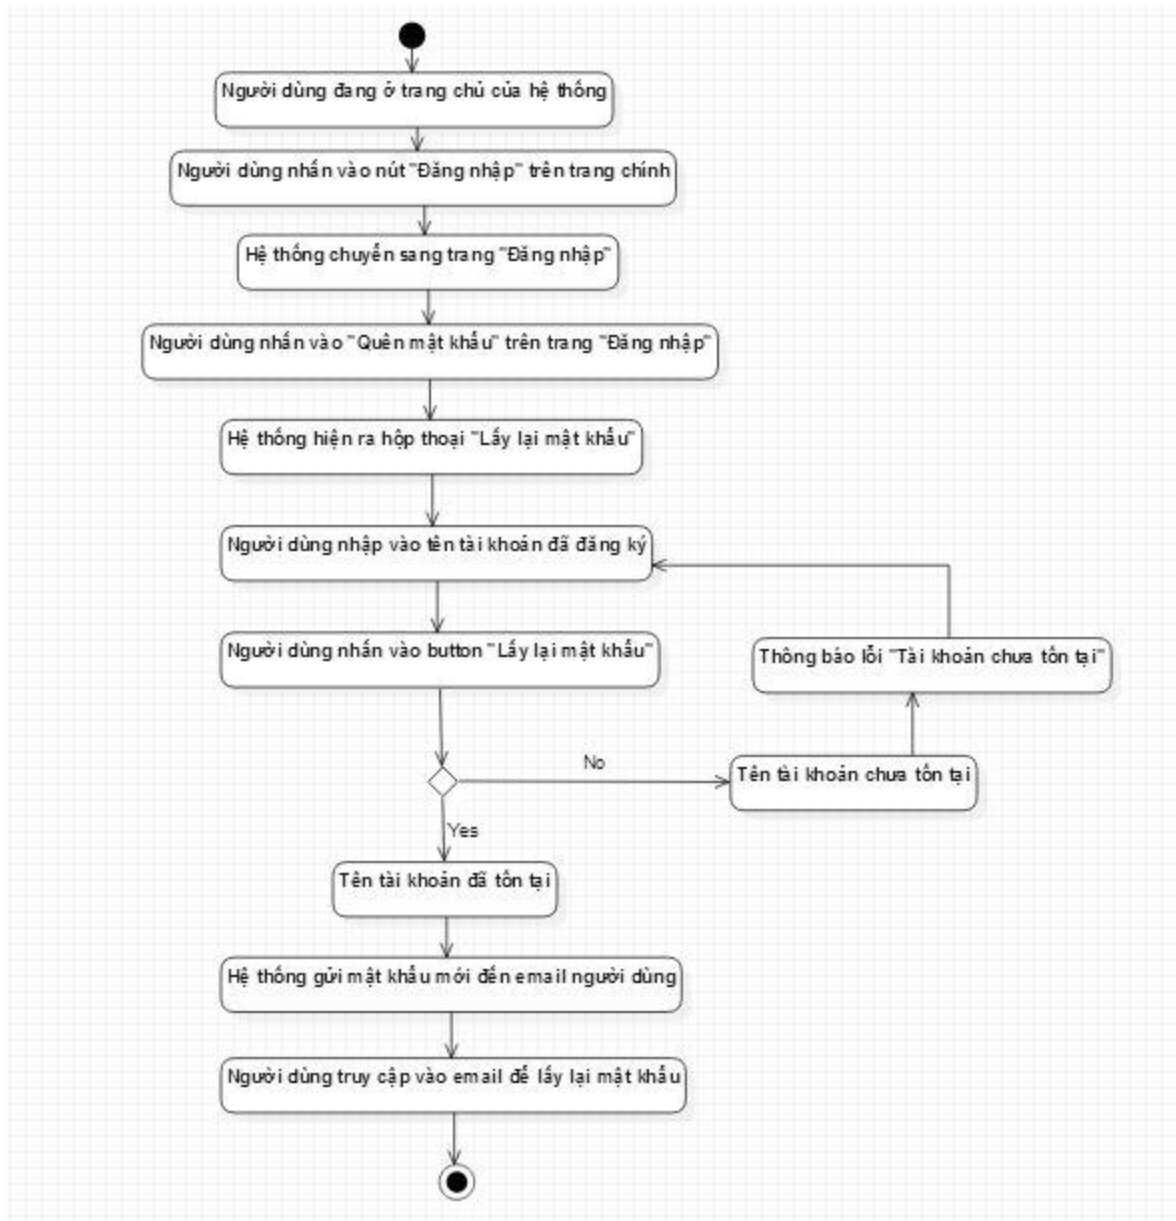 Người dùng đang ở trang chủ của hệ thống
Người dùng nhấn vào nút "Đăng nhập" trên trang chính
Hệ thống chuyển sang trang "Đăng nhập"
Người dùng nhấn vào "Quên mật khẩu" trên trang "Đăng nhập"
Hệ thống hiện ra hộp thoại "Lấy lại mật khẩu"
Người dùng nhập vào tên tài khoản đã đăng ký
Người dùng nhấn vào button "Lấy lại mật khẩu"
Thông báo lỗi "Tài khoản chưa tồn tại"
No
Tên tài khoản chưa tồn tại
Yes
Tên tài khoản đã tồn tại
Hệ thống gửi mật khẩu mới đến email người dùng
Người dùng truy cập vào email để lấy lại mật khẩu